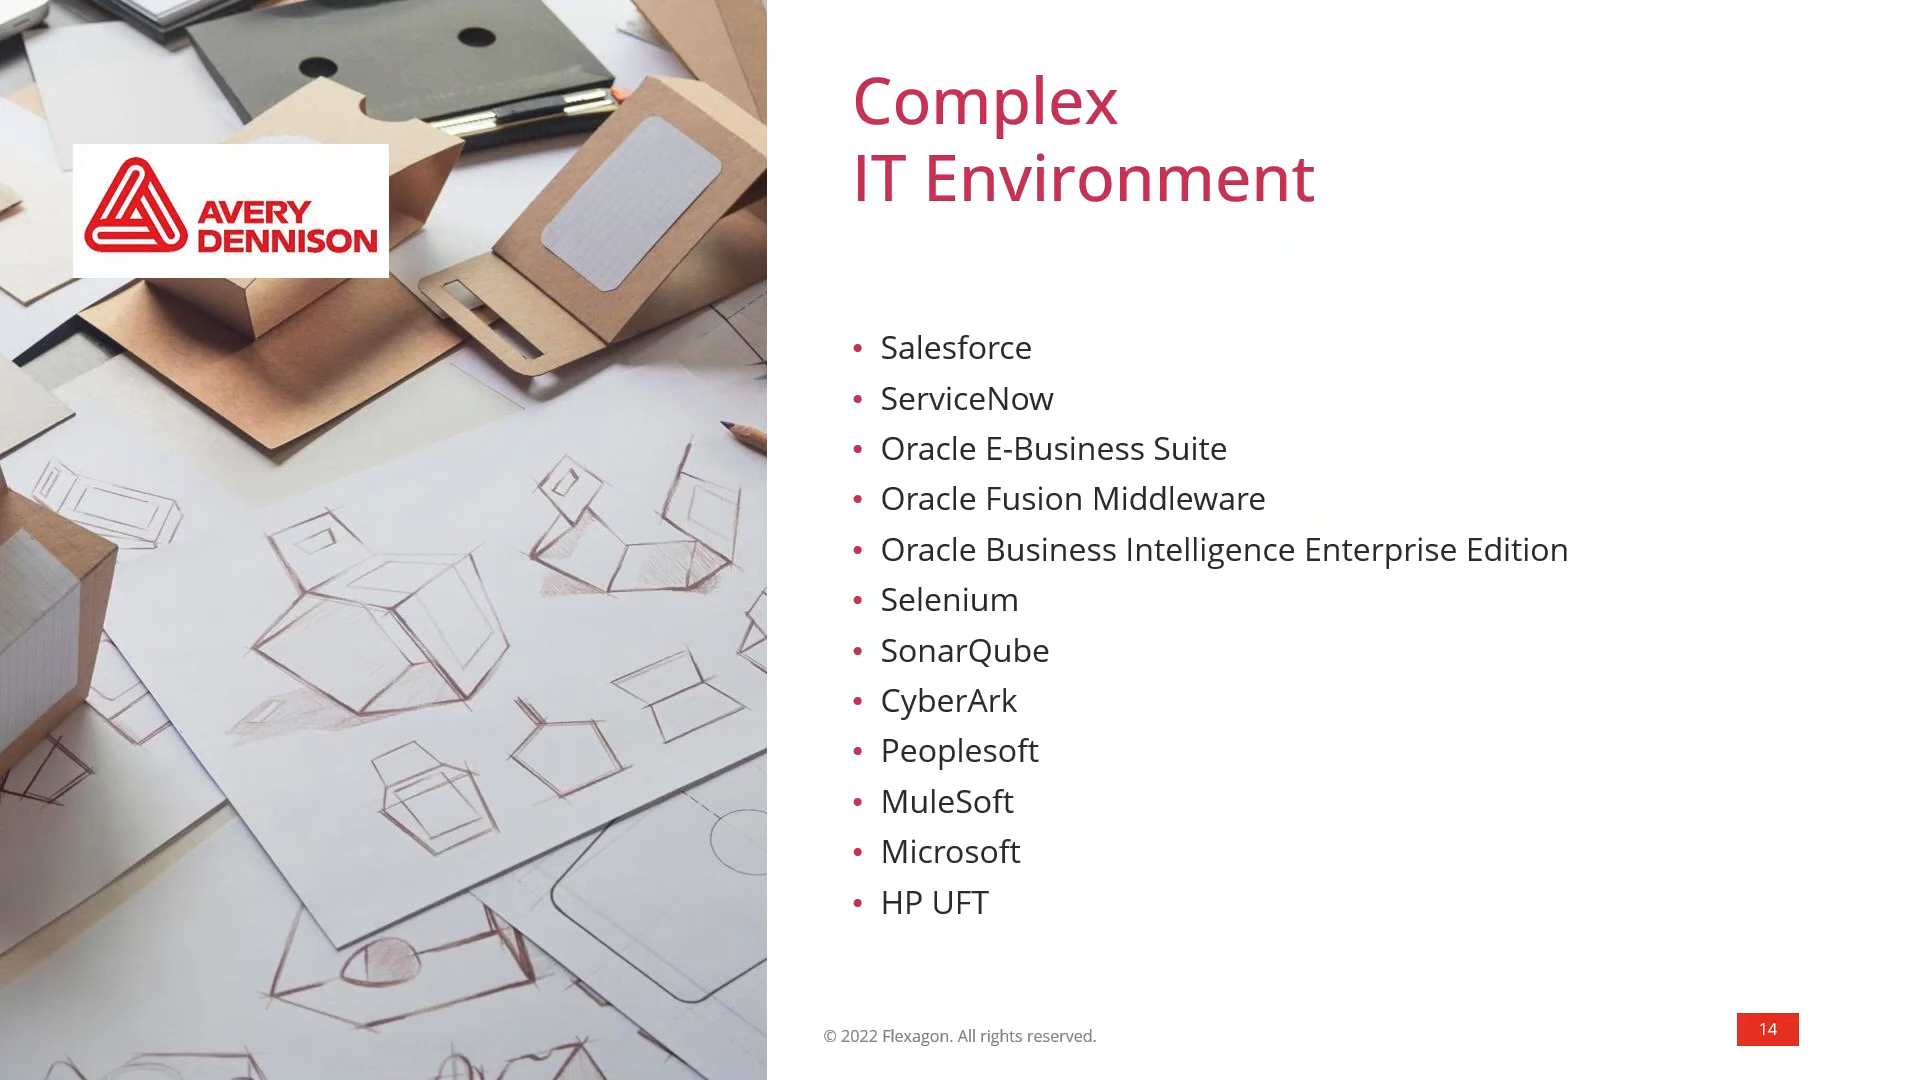 AVERY
DENNISON
Complex
IT Environment
• Salesforce
• ServiceNow
• Oracle E-Business Suite
• Oracle Fusion Middleware
• Oracle Business Intelligence Enterprise Edition
• Selenium
• SonarQube
• CyberArk
• Peoplesoft
• MuleSoft
• Microsoft
• HP UFT
© 2022 Flexagon. All rights reserved.
14